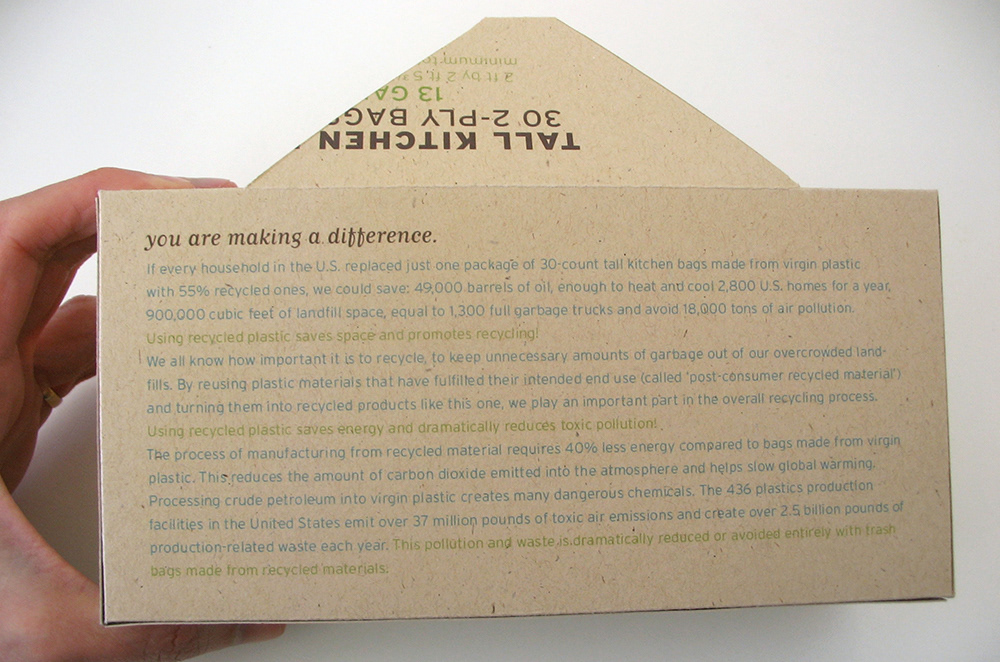 minimum
2 ft by 2 ft 5
13 GA
30 2-PLY BAGS
TALL KITCHEN
you are making a difference.
If every household in the U.S. replaced just one package of 30-count tall kitchen bags made from virgin plastic
with 55% recycled ones, we could save: 49,000 barrels of oil, enough to heat and cool 2,800 U.S. homes for a year,
900,000 cubic feet of landfill space, equal to 1,300 full garbage trucks and avoid 18,000 tons of air pollution.
Using recycled plastic saves space and promotes recycling!
We all know how important it is to recycle, to keep unnecessary amounts of garbage out of our overcrowded land-
fills. By reusing plastic materials that have fulfilled their intended end use (called 'post-consumer recycled material')
and turning them into recycled products like this one, we play an important part in the overall recycling process.
Using recycled plastic saves energy and dramatically reduces toxic pollution!
The process of manufacturing from recycled material requires 40% less energy compared to bags made from virgin
plastic. This reduces the amount of carbon dioxide emitted into the atmosphere and helps slow global warming.
Processing crude petroleum into virgin plastic creates many dangerous chemicals. The 436 plastics production
facilities in the United States emit over 37 million pounds of toxic air emissions and create over 2.5 billion pounds of
production-related waste each year. This pollution and waste is dramatically reduced or avoided entirely with trash
bags made from recycled materials.